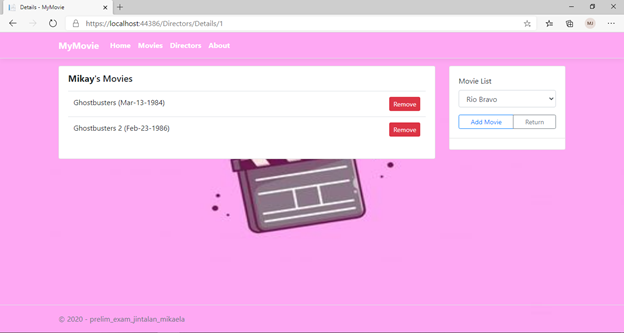 Details - MyMovie
https://localhost:44386/Directors/Details/1
MJ
MyMovie Home Movies Directors About
Mikay's Movies
Ghostbusters (Mar-13-1984) Remove
Ghostbusters 2 (Feb-23-1986) Remove
Movie List
Rio Bravo
Add Movie Return
© 2020 - prelim_exam_jintalan_mikaela